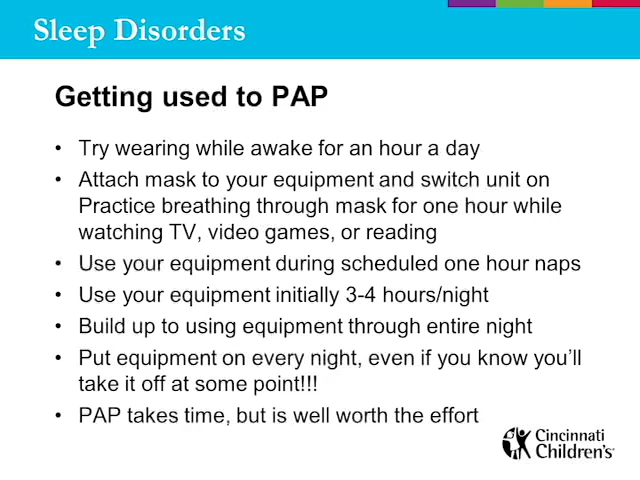 Sleep Disorders
Getting used to PAP
• Try wearing while awake for an hour a day
• Attach mask to your equipment and switch unit on
Practice breathing through mask for one hour while
watching TV, video games, or reading
• Use your equipment during scheduled one hour naps
• Use your equipment initially 3-4 hours/night
• Build up to using equipment through entire night
• Put equipment on every night, even if you know you'll
take it off at some point!!!
• PAP takes time, but is well worth the effort
Cincinnati
Children's